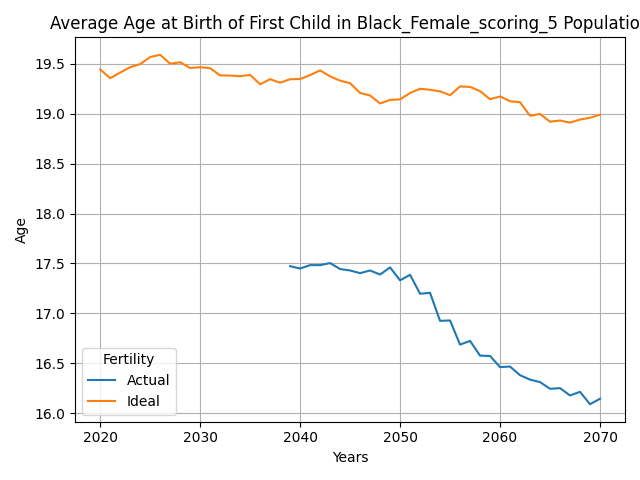 Average Age at Birth of First Child in Black_Female_scoring_5 Populatio
19.5
19.0
18.5
18.0
17.5
17.0
16.5
16.0
Age
Fertility
Actual
Ideal
2020 2030 2040 2050 2060 2070
Years